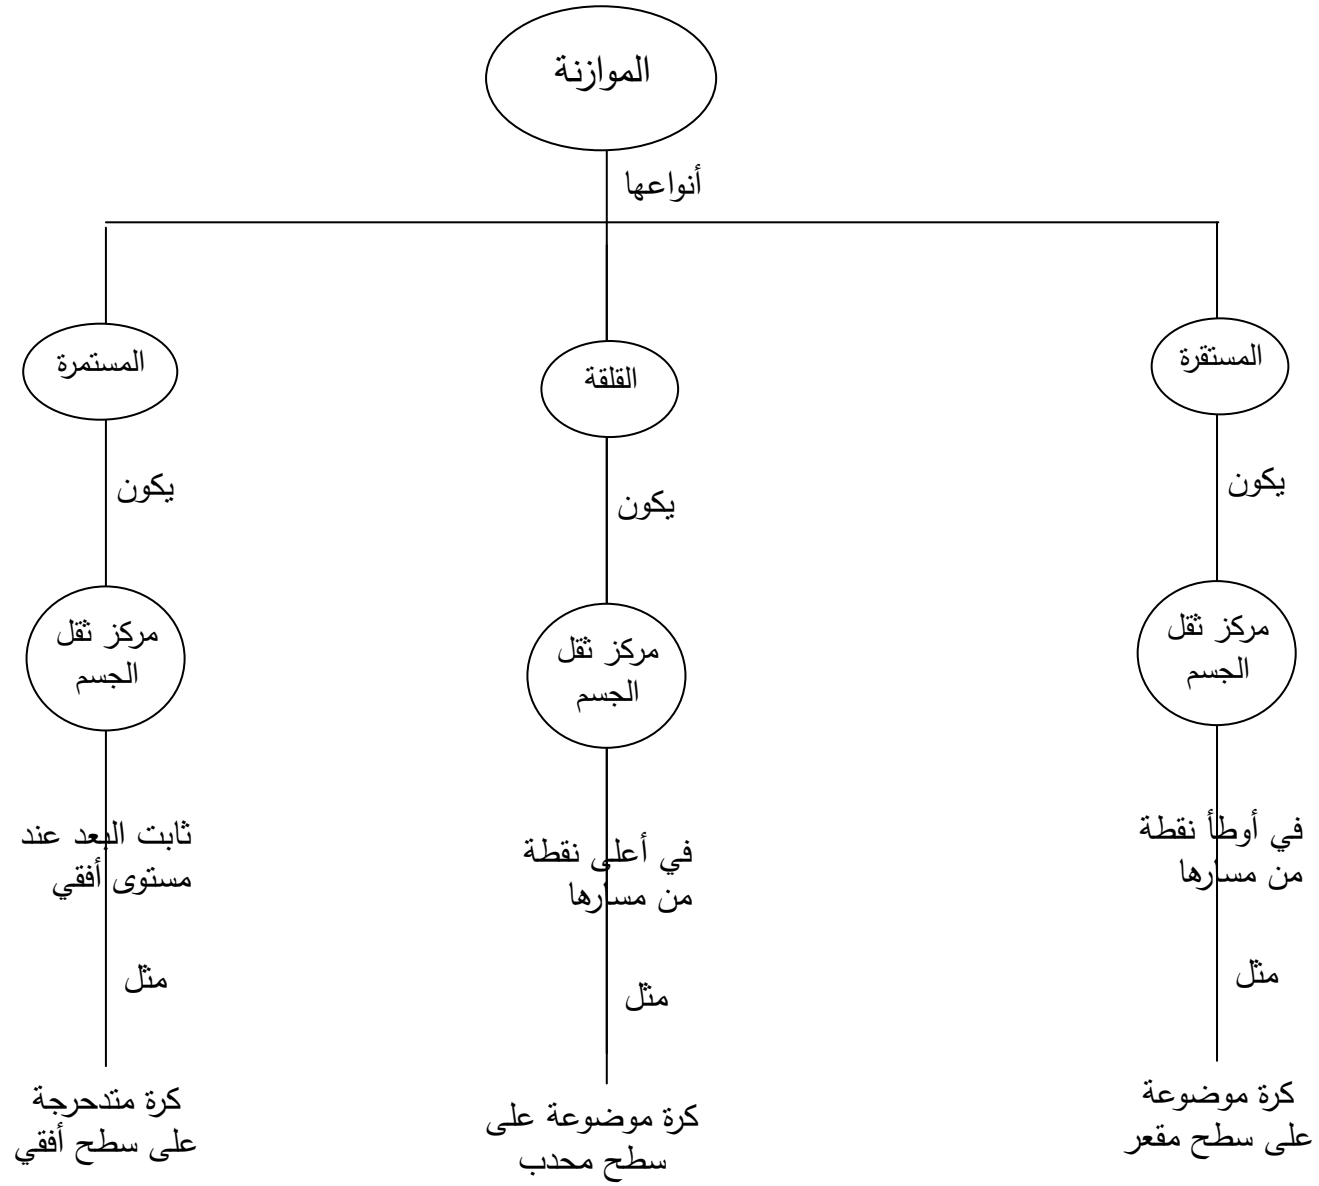 الموازنة
أنواعها
المستقرة
يكون
مركز ثقل
الجسم
في أوطأ نقطة
من مسارها
مثل
كرة موضوعة
على سطح مقعر
القلقة
يكون
مركز ثقل
الجسم
في أعلى نقطة
من مسارها
مثل
كرة موضوعة على
سطح محدب
المستمرة
يكون
مركز ثقل
الجسم
ثابت البعد عند
مستوى أفقي
مثل
كرة متدحرجة
على سطح أفقي